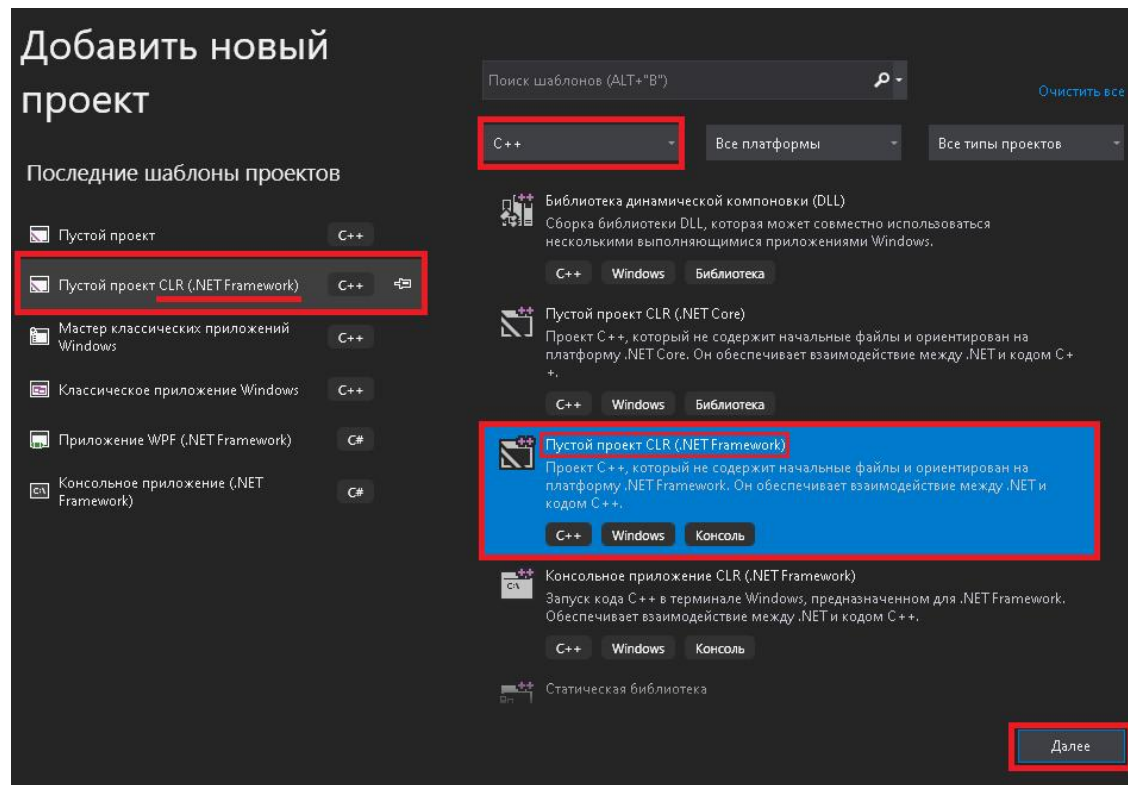 Добавить новый
проект
Последние шаблоны проектов
Пустой проект C++
Пустой проект CLR (.NET Framework) C++
Мастер классических приложений
Windows C++
Классическое приложение Windows C++
Приложение WPF (.NET Framework) C#
Консольное приложение (.NET
Framework) C#
Поиск шаблонов (ALT+"В")
Очистить все
C++ Все платформы Все типы проектов
Библиотека динамической компоновки (DLL)
Сборка библиотеки DLL, которая может совместно использоваться
несколькими выполняющимися приложениями Windows.
C++ Windows Библиотека
Пустой проект CLR (.NET Core)
Проект C++, который не содержит начальные файлы и ориентирован на
платформу .NET Core. Он обеспечивает взаимодействие между .NET и кодом C+
+.
C++ Windows Библиотека
Пустой проект CLR (.NET Framework)
Проект C++, который не содержит начальные файлы и ориентирован на
платформу .NET Framework. Он обеспечивает взаимодействие между .NET и
кодом C++.
C++ Windows Консоль
Консольное приложение CLR (.NET Framework)
Запуск кода C++ в терминале Windows, предназначенном для .NET Framework.
Обеспечивает взаимодействие между .NET и кодом C++.
C++ Windows Консоль
Статическая библиотека
Далее